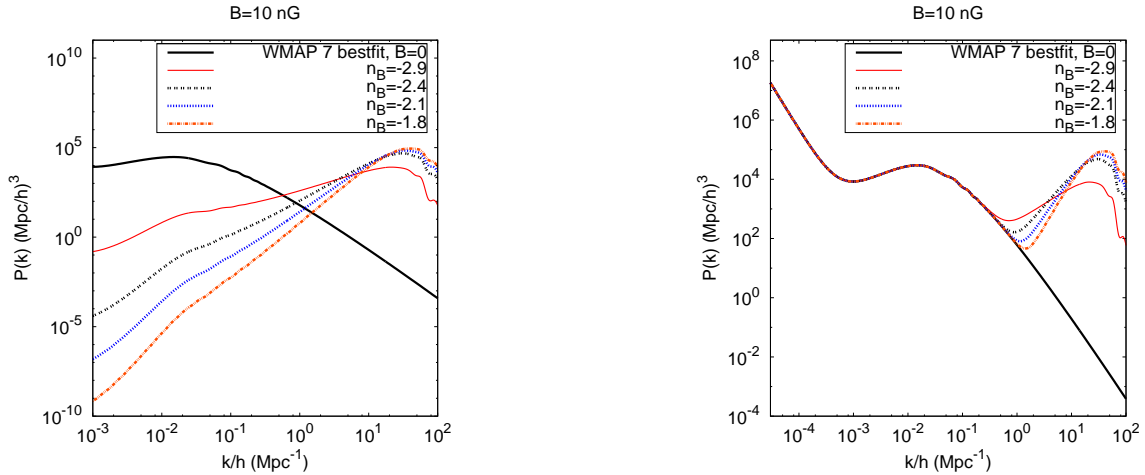 B=10 nG
WMAP 7 bestfit, B=0
n_B=-2.9
n_B=-2.4
n_B=-2.1
n_B=-1.8
10^10
10^5
10^0
10^-5
10^-10
P(k) (Mpc/h)^3
10^-3 10^-2 10^-1 10^0 10^1 10^2
k/h (Mpc^-1)
B=10 nG
WMAP 7 bestfit, B=0
n_B=-2.9
n_B=-2.4
n_B=-2.1
n_B=-1.8
10^8
10^6
10^4
10^2
10^0
10^-2
10^-4
P(k) (Mpc/h)^3
10^-4 10^-3 10^-2 10^-1 10^0 10^1 10^2
k/h (Mpc^-1)